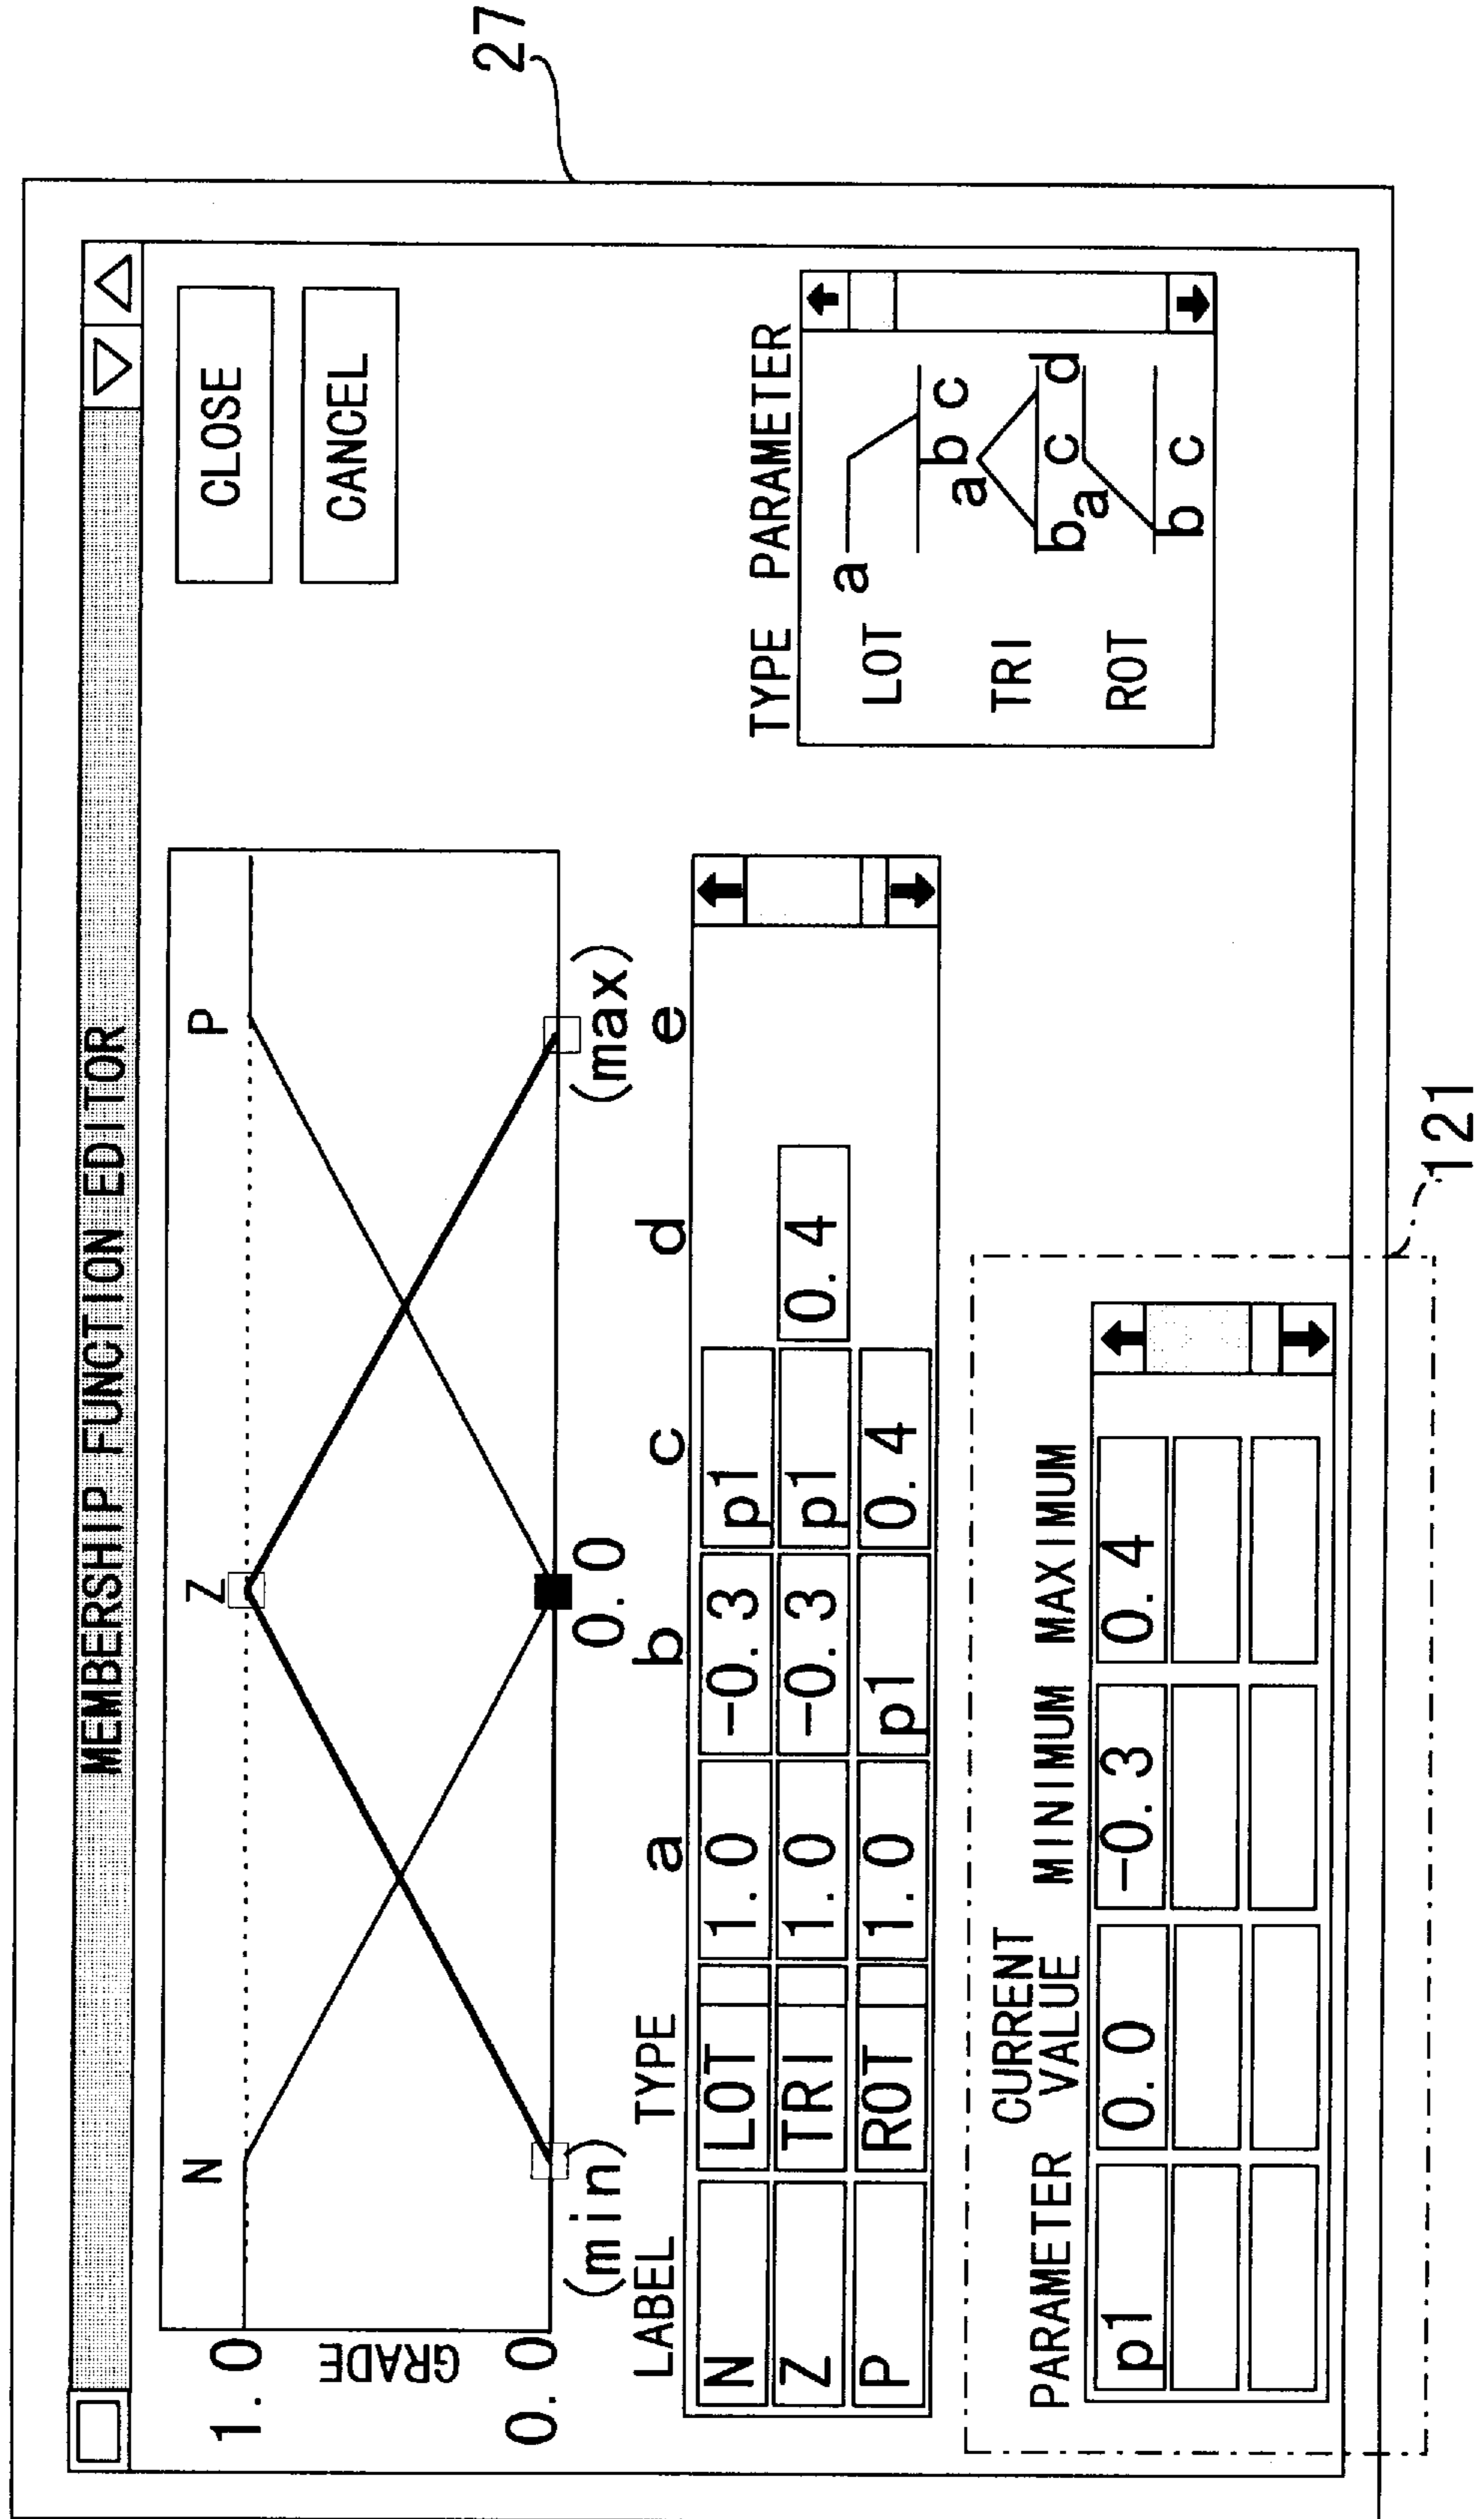 27
MEMBERSHIP FUNCTION EDITOR
CLOSE
CANCEL
1.0
GRADE
0.0
N
Z
P
(min)
0.0
(max)
LABEL TYPE a b c d e
N LOT 1.0 -0.3 p1
Z TRI 1.0 -0.3 p1 0.4
P ROT 1.0 p1 0.4
TYPE PARAMETER
LOT a b c
TRI a b c d
ROT a b c
PARAMETER CURRENT VALUE MINIMUM MAXIMUM
p1 0.0 -0.3 0.4
121